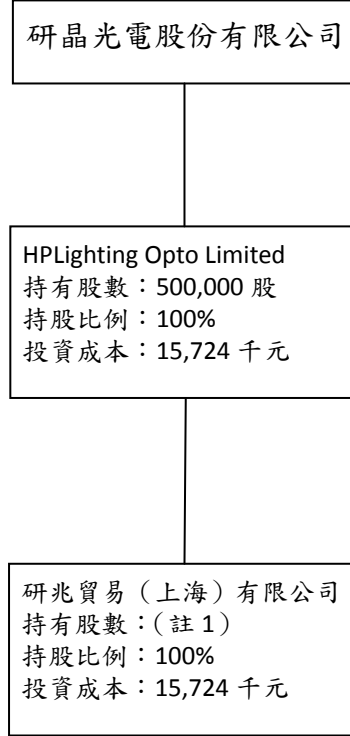 研晶光電股份有限公司
HPLighting Opto Limited
持有股數：500,000 股
持股比例：100%
投資成本：15,724 千元
研兆貿易（上海）有限公司
持有股數：（註 1）
持股比例：100%
投資成本：15,724 千元